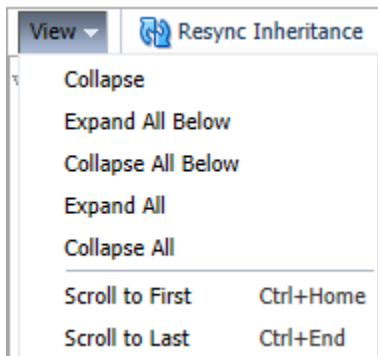 View Resync Inheritance
Collapse
Expand All Below
Collapse All Below
Expand All
Collapse All
Scroll to First Ctrl+Home
Scroll to Last Ctrl+End